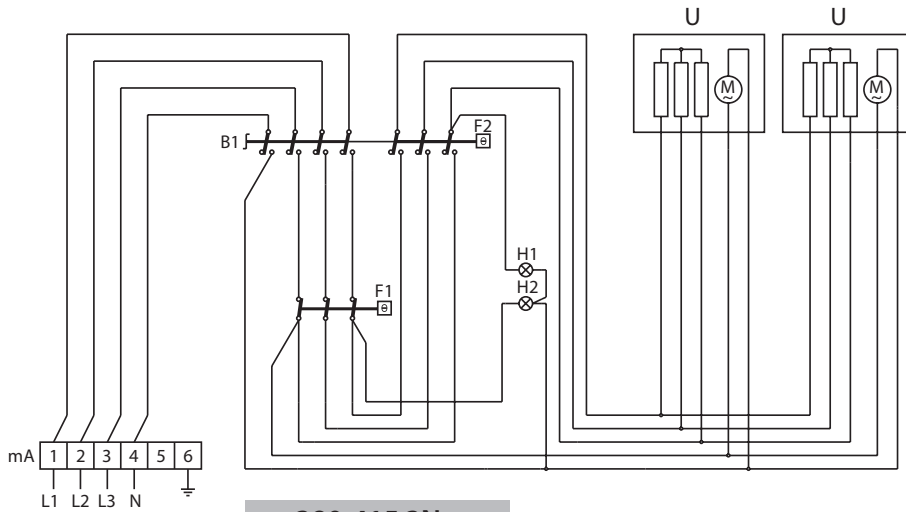 U U
M ~ M ~
B1 F2
θ
H1
H2
F1
θ
mA 1 2 3 4 5 6
L1 L2 L3 N